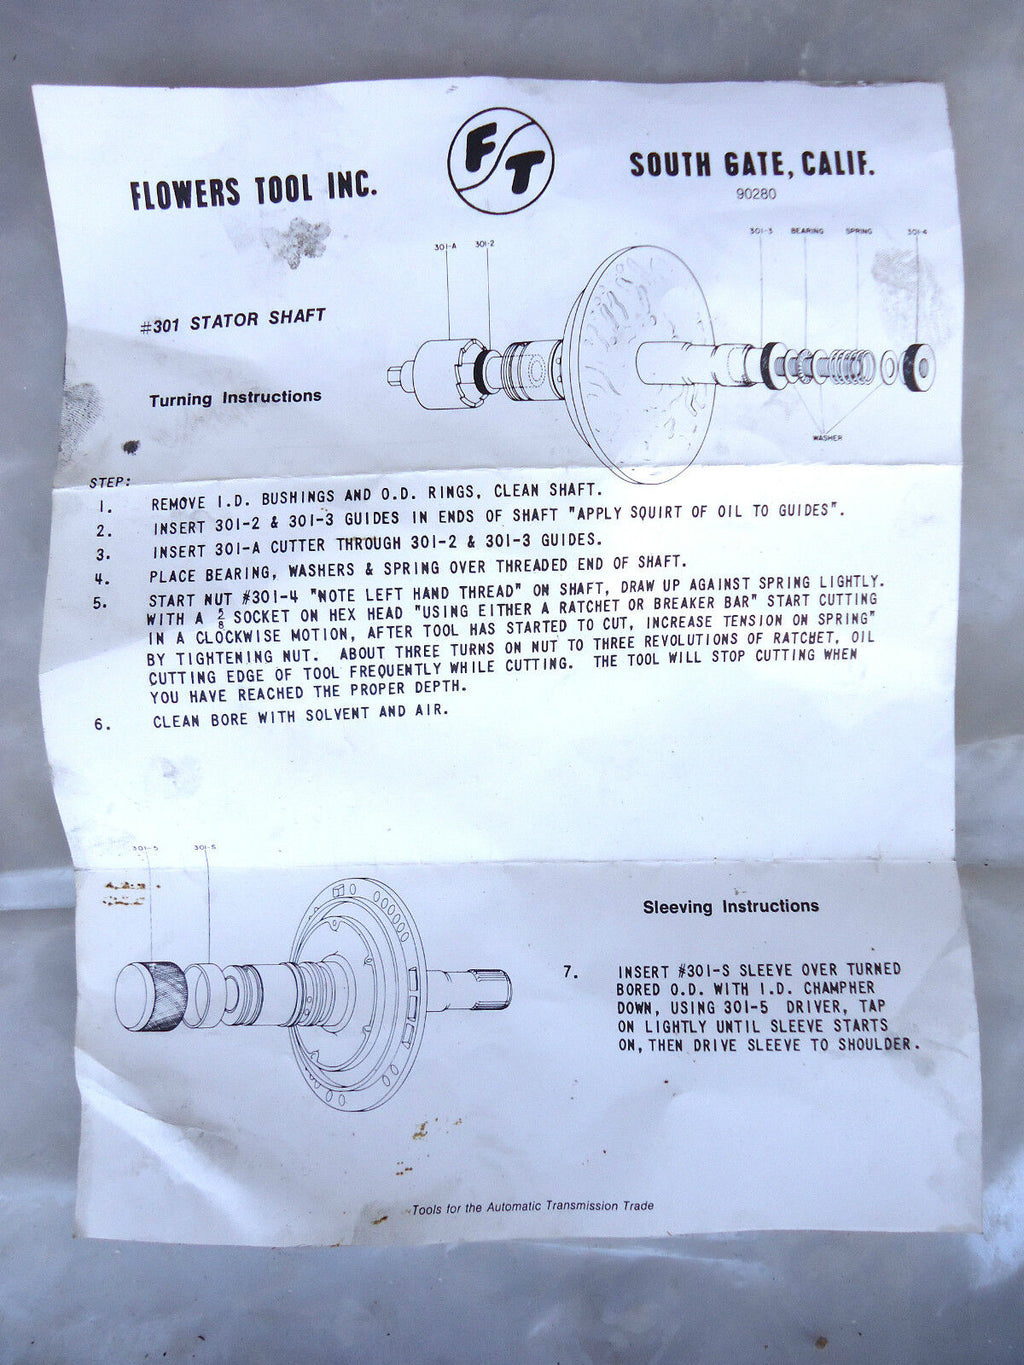 FT
FLOWERS TOOL INC.
SOUTH GATE, CALIF.
90280
301-A 301-2 301-3 BEARING SPRING 301-4
#301 STATOR SHAFT
Turning Instructions
WASHER
STEP:
1. REMOVE I.D. BUSHINGS AND O.D. RINGS, CLEAN SHAFT.
2. INSERT 301-2 & 301-3 GUIDES IN ENDS OF SHAFT "APPLY SQUIRT OF OIL TO GUIDES".
3. INSERT 301-A CUTTER THROUGH 301-2 & 301-3 GUIDES.
4. PLACE BEARING, WASHERS & SPRING OVER THREADED END OF SHAFT.
5. START NUT #301-4 "NOTE LEFT HAND THREAD" ON SHAFT, DRAW UP AGAINST SPRING LIGHTLY.
WITH A SOCKET ON HEX HEAD "USING EITHER A RATCHET OR BREAKER BAR" START CUTTING
IN A CLOCKWISE MOTION, AFTER TOOL HAS STARTED TO CUT, INCREASE TENSION ON SPRING"
BY TIGHTENING NUT. ABOUT THREE TURNS ON NUT TO THREE REVOLUTIONS OF RATCHET, OIL
CUTTING EDGE OF TOOL FREQUENTLY WHILE CUTTING. THE TOOL WILL STOP CUTTING WHEN
YOU HAVE REACHED THE PROPER DEPTH.
6. CLEAN BORE WITH SOLVENT AND AIR.
301-5 301-S
Sleeving Instructions
7. INSERT #301-S SLEEVE OVER TURNED
BORED O.D. WITH I.D. CHAMPHER
DOWN, USING 301-5 DRIVER, TAP
ON LIGHTLY UNTIL SLEEVE STARTS
ON, THEN DRIVE SLEEVE TO SHOULDER.
Tools for the Automatic Transmission Trade